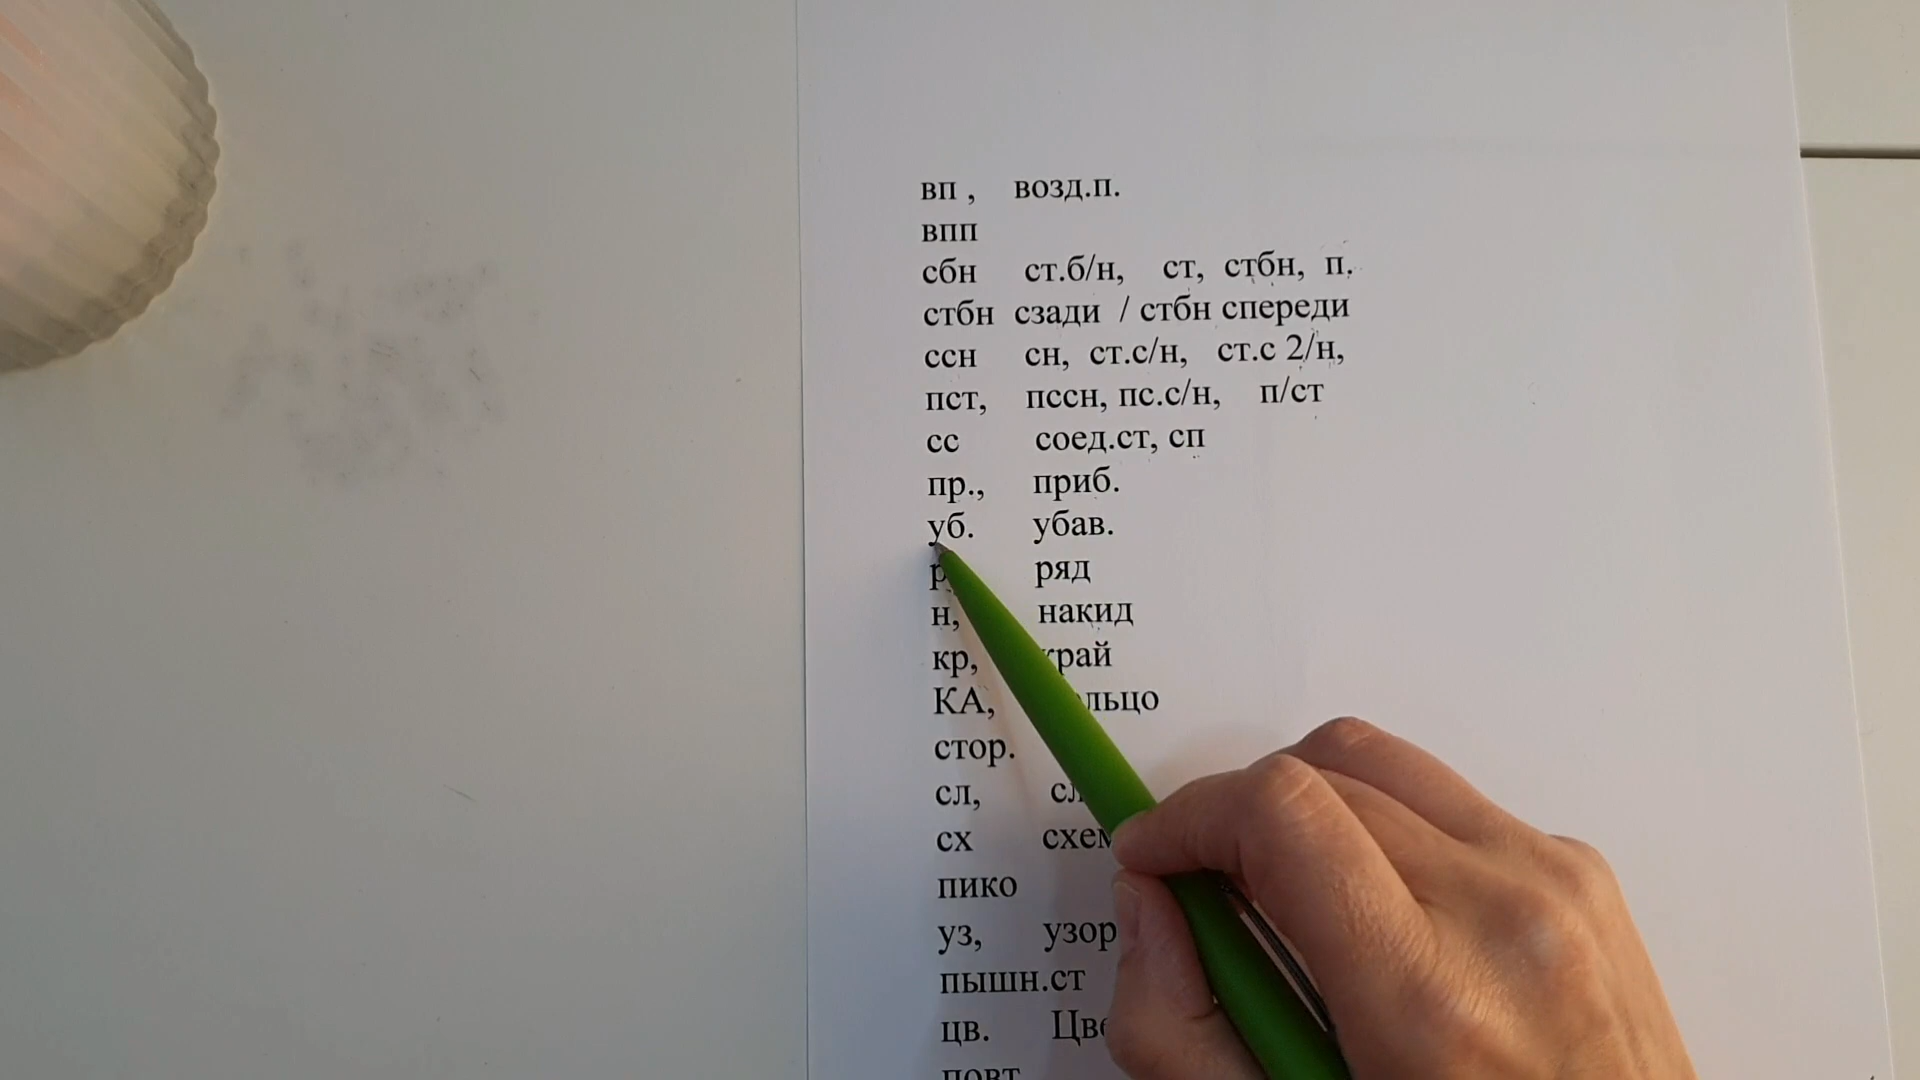 вп , возд.п.
впп
сбн ст.б/н, ст, стбн, п.
стбн сзади / стбн спереди
ссн сн, ст.с/н, ст.с 2/н,
пст, пссн, пс.с/н, п/ст
сс соед.ст, сп
пр., приб.
уб. убав.
ряд
н, накид
кр, край
КА,
стор.
сл,
сх
пико
уз, узор
пышн.ст
цв.